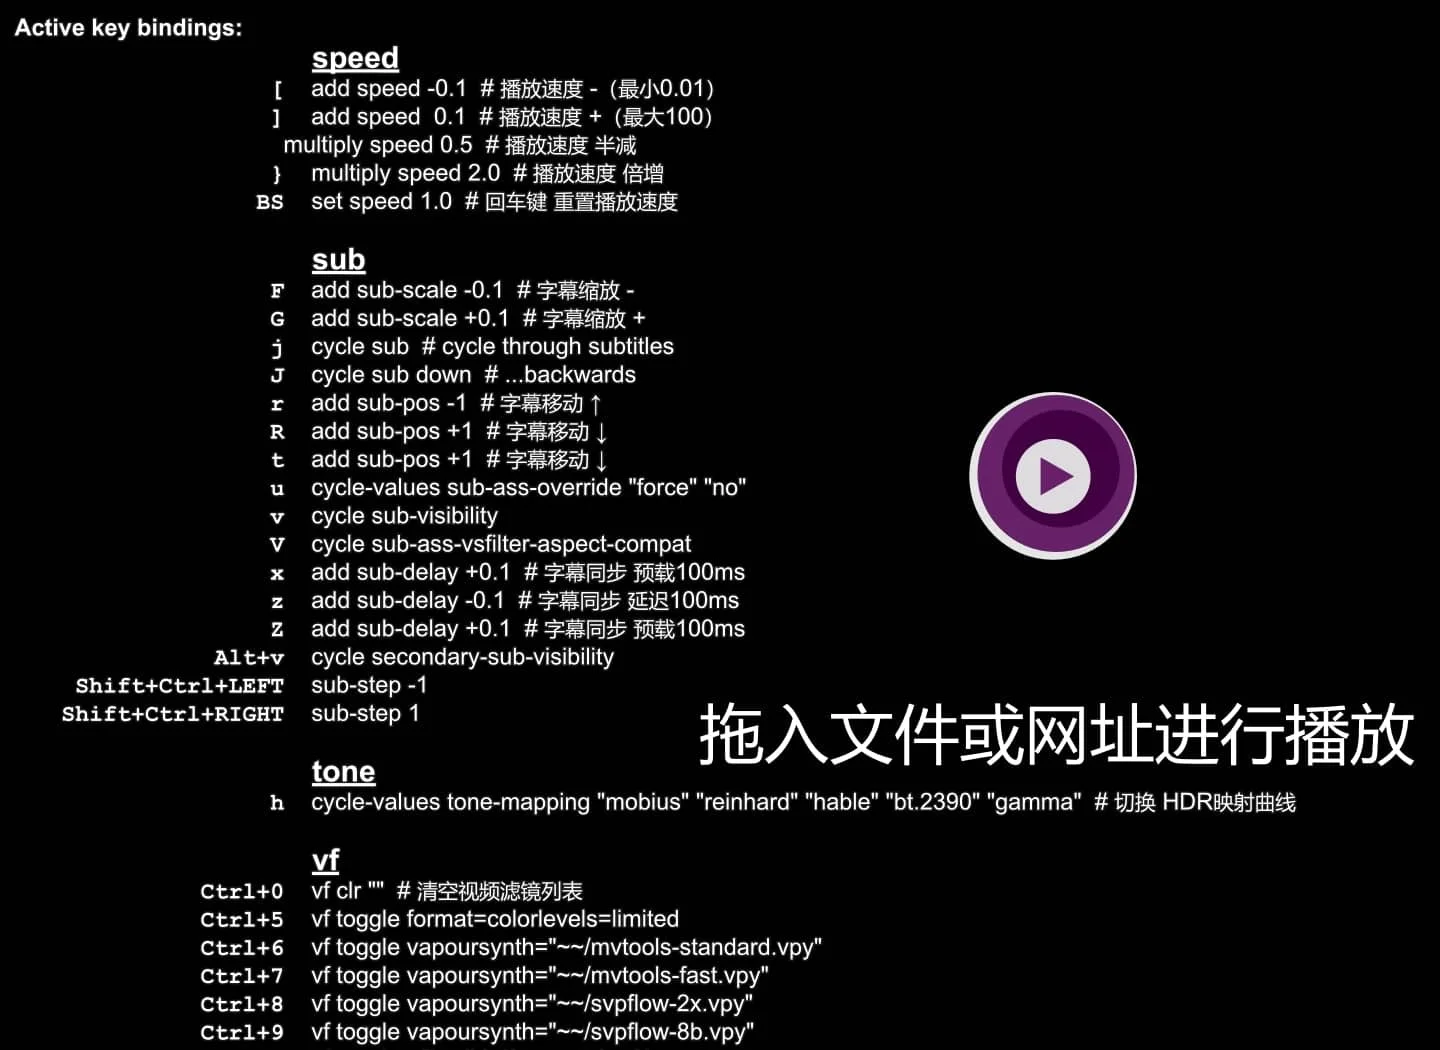 Active key bindings:
speed
[ add speed -0.1 # 播放速度 -（最小0.01）
] add speed 0.1 # 播放速度 +（最大100）
multiply speed 0.5 # 播放速度 半减
} multiply speed 2.0 # 播放速度 倍增
BS set speed 1.0 # 回车键 重置播放速度
sub
F add sub-scale -0.1 # 字幕缩放 -
G add sub-scale +0.1 # 字幕缩放 +
j cycle sub # cycle through subtitles
J cycle sub down # ...backwards
r add sub-pos -1 # 字幕移动 ↑
R add sub-pos +1 # 字幕移动 ↓
t add sub-pos +1 # 字幕移动 ↓
u cycle-values sub-ass-override "force" "no"
v cycle sub-visibility
V cycle sub-ass-vsfilter-aspect-compat
x add sub-delay +0.1 # 字幕同步 预载100ms
z add sub-delay -0.1 # 字幕同步 延迟100ms
Z add sub-delay +0.1 # 字幕同步 预载100ms
Alt+v cycle secondary-sub-visibility
Shift+Ctrl+LEFT sub-step -1
Shift+Ctrl+RIGHT sub-step 1
拖入文件或网址进行播放
tone
h cycle-values tone-mapping "mobius" "reinhard" "hable" "bt.2390" "gamma" # 切换 HDR映射曲线
vf
Ctrl+0 vf clr "" # 清空视频滤镜列表
Ctrl+5 vf toggle format=colorlevels=limited
Ctrl+6 vf toggle vapoursynth="~~/mvtools-standard.vpy"
Ctrl+7 vf toggle vapoursynth="~~/mvtools-fast.vpy"
Ctrl+8 vf toggle vapoursynth="~~/svpflow-2x.vpy"
Ctrl+9 vf toggle vapoursynth="~~/svpflow-8b.vpy"